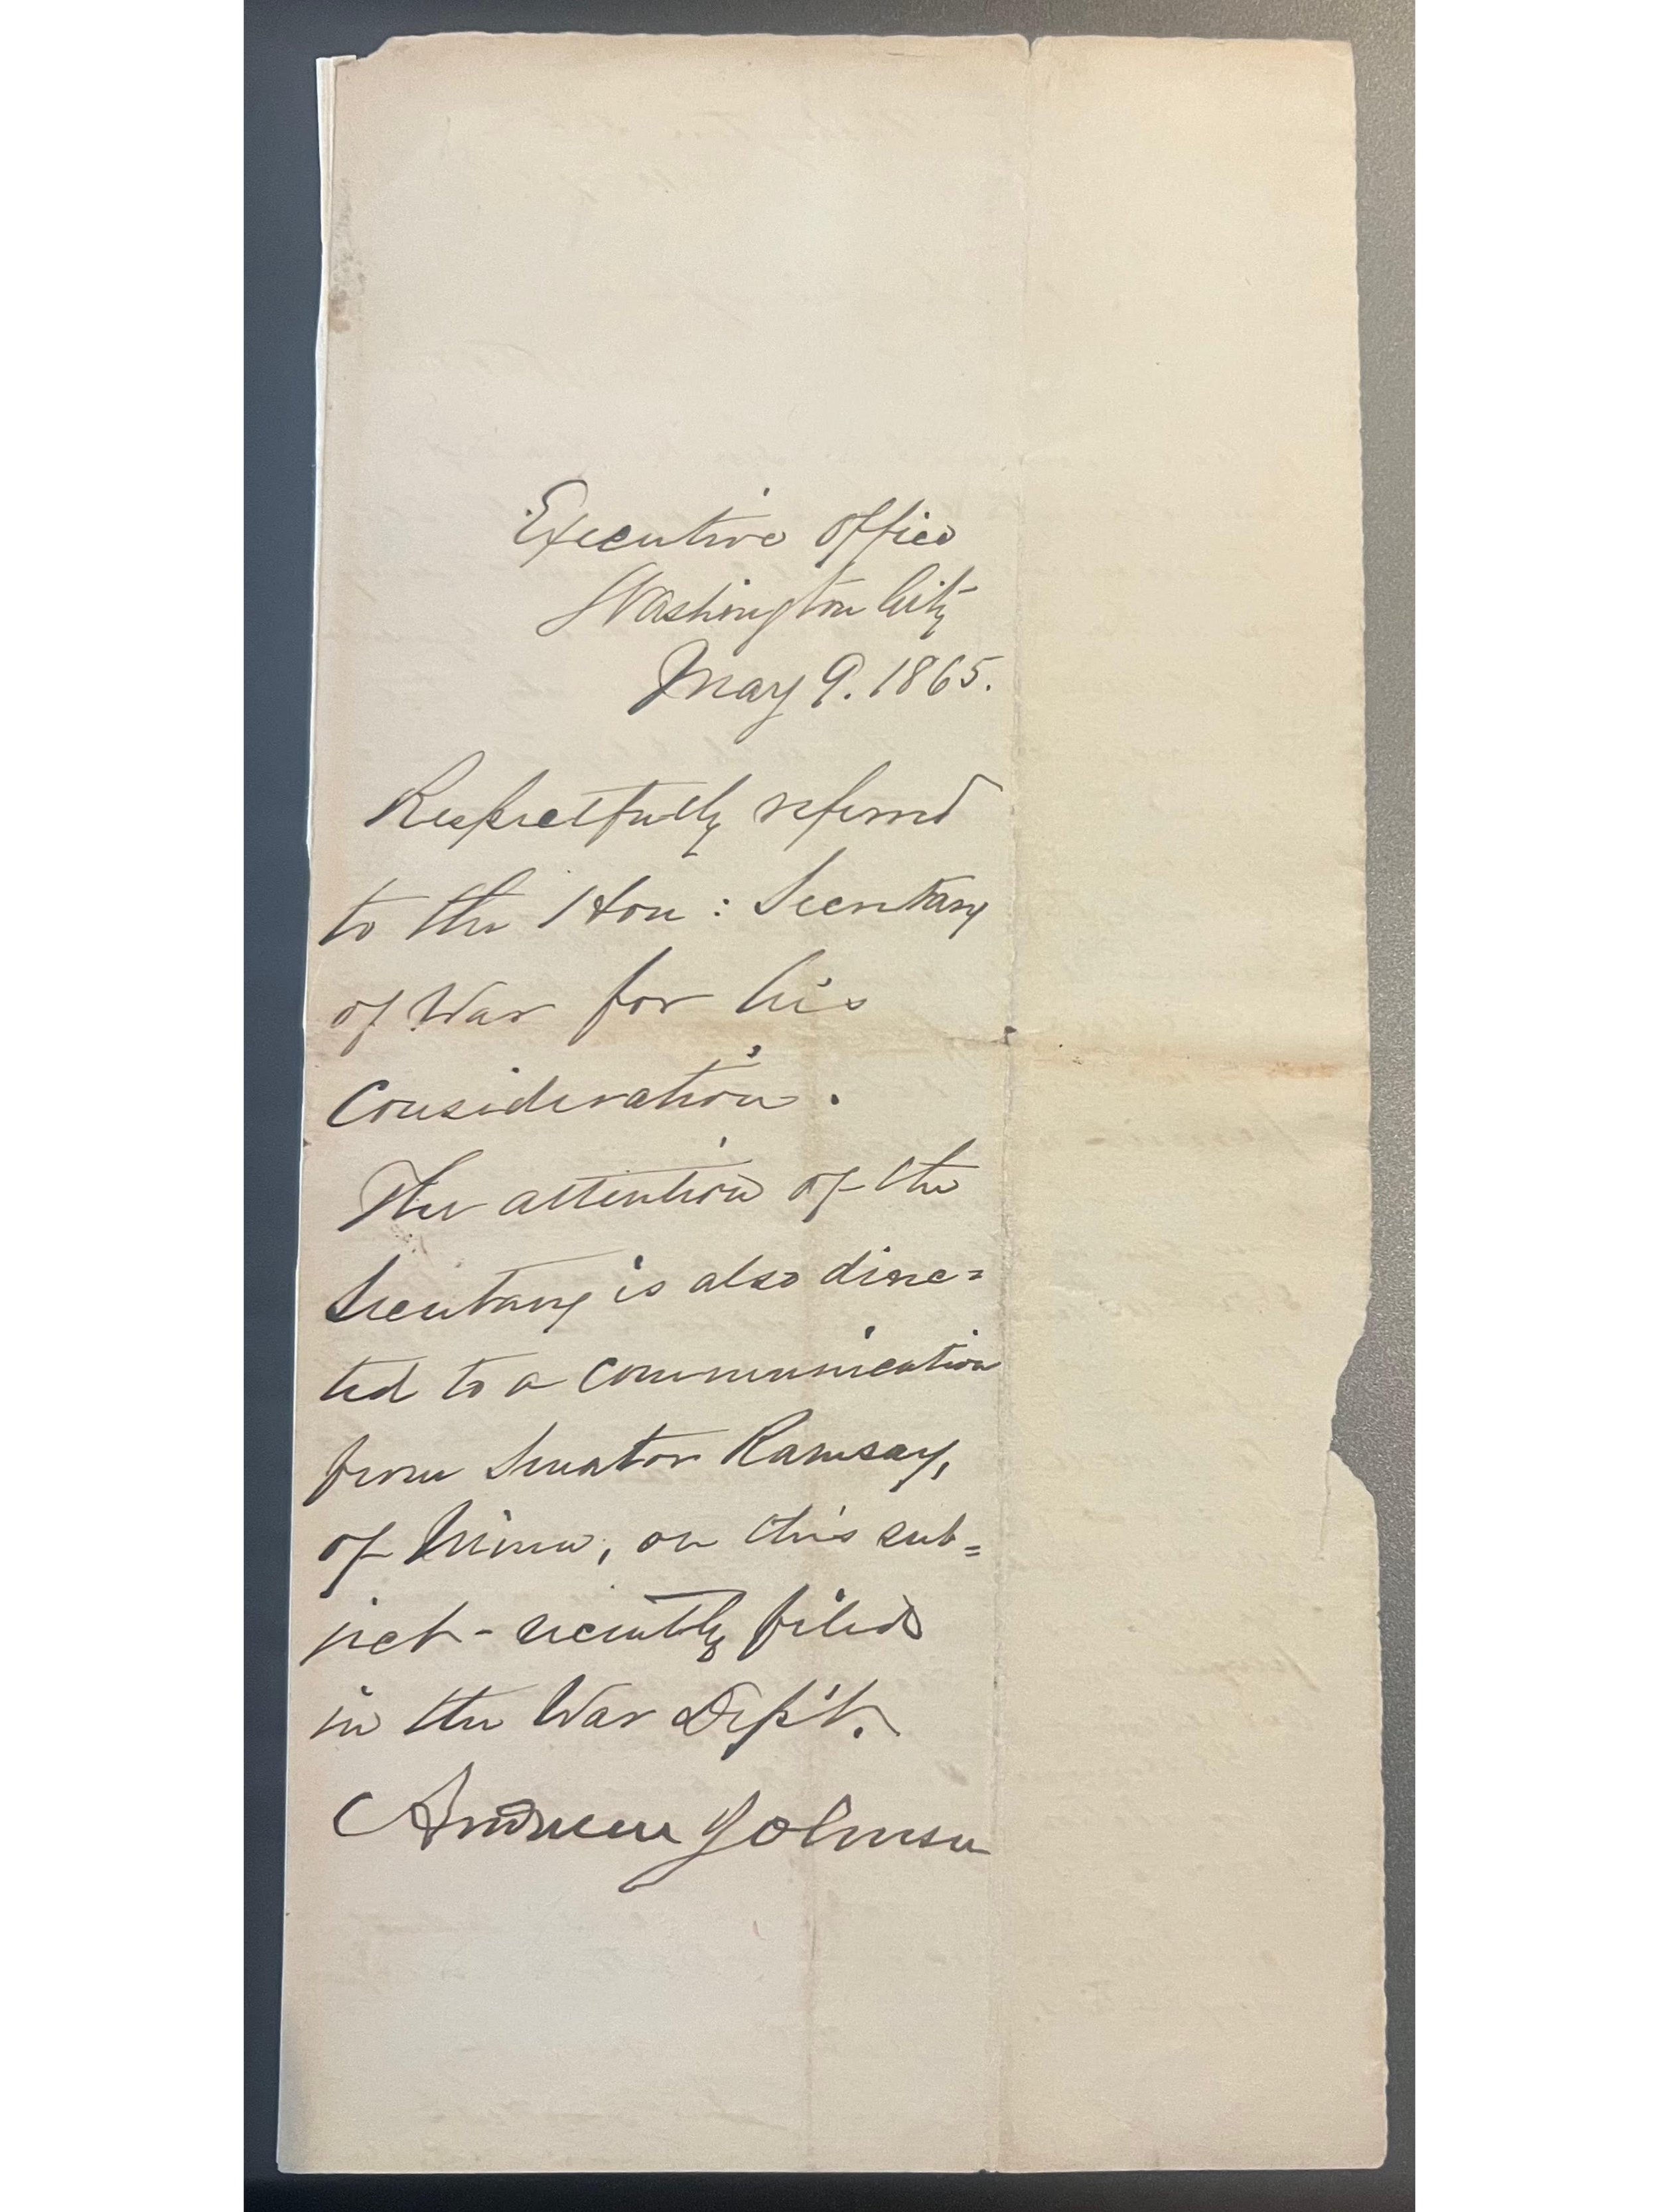 Executive Office
Washington City
May 9. 1865.
Respectfully referred
to the Hon: Secretary
of War for his
Consideration.
The attention of the
Secretary is also direc=
ted to a communication
from Senator Ramsay,
of Minn, on this sub=
ject - recently filed
in the War Dep't.
Andrew Johnson